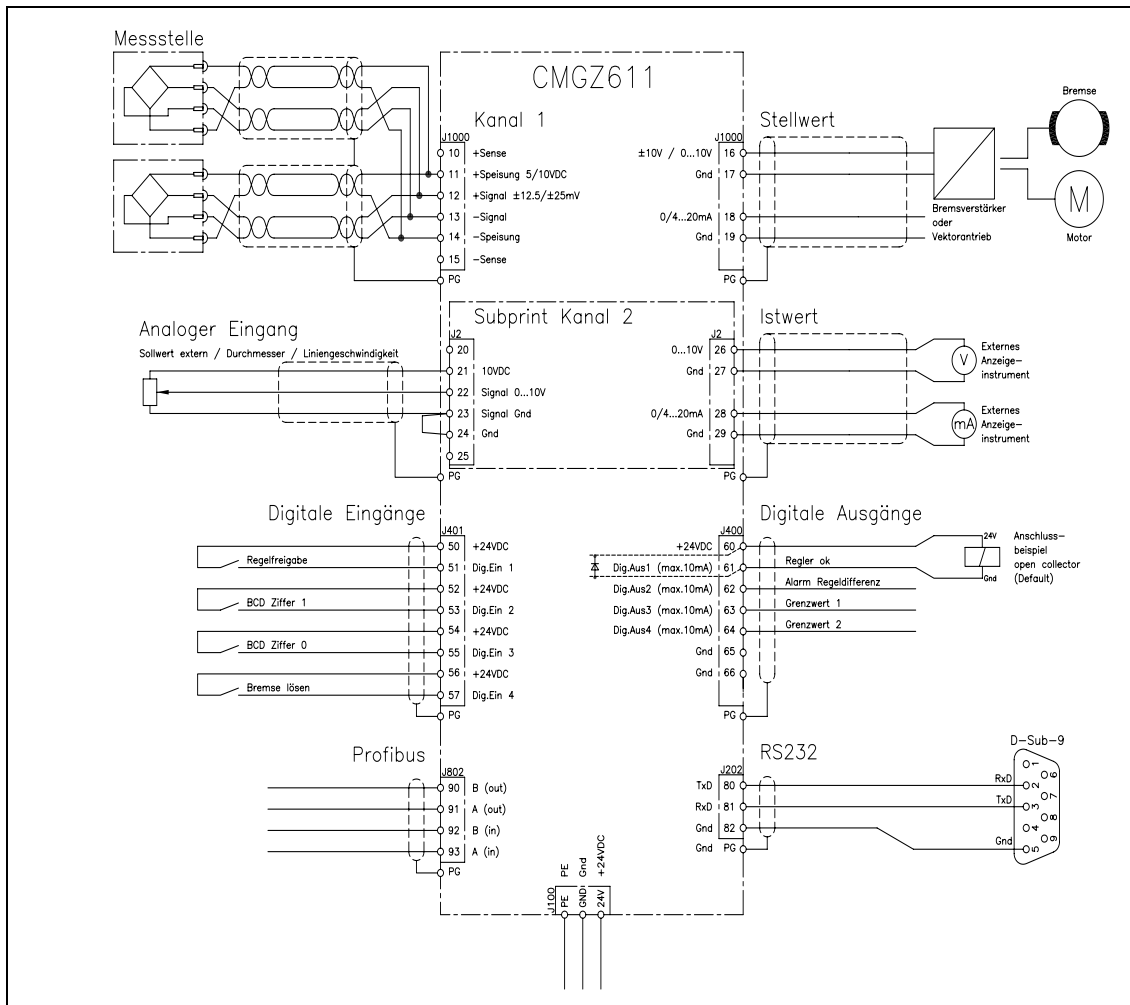 Messstelle
CMGZ611
Kanal 1
J1000
10 +Sense
11 +Speisung 5/10VDC
12 +Signal ±12.5/±25mV
13 -Signal
14 -Speisung
15 -Sense
PG
Stellwert
J1000
±10V / 0...10V 16
Gnd 17
0/4...20mA 18
Gnd 19
PG
Bremsverstärker
oder
Vektorantrieb
Bremse
M
Motor
Analoger Eingang
Sollwert extern / Durchmesser / Liniengeschwindigkeit
Subprint Kanal 2
J2
20
21 10VDC
22 Signal 0...10V
23 Signal Gnd
24 Gnd
25
PG
Istwert
J2
0...10V 26
Gnd 27
0/4...20mA 28
Gnd 29
PG
V
Externes
Anzeige-
instrument
mA
Externes
Anzeige-
instrument
Digitale Eingänge
J401
50 +24VDC
Regelfreigabe 51 Dig.Ein 1
52 +24VDC
BCD Ziffer 1 53 Dig.Ein 2
54 +24VDC
BCD Ziffer 0 55 Dig.Ein 3
56 +24VDC
Bremse lösen 57 Dig.Ein 4
PG
Digitale Ausgänge
J400
+24VDC 60
Dig.Aus1 (max.10mA) 61 Regler ok
Dig.Aus2 (max.10mA) 62 Alarm Regeldifferenz
Dig.Aus3 (max.10mA) 63 Grenzwert 1
Dig.Aus4 (max.10mA) 64 Grenzwert 2
Gnd 65
Gnd 66
PG
24V
Gnd
Anschluss-
beispiel
open collector
(Default)
Profibus
J802
90 B (out)
91 A (out)
92 B (in)
93 A (in)
PG
RS232
J202
TxD 80
RxD 81
Gnd 82
Gnd PG
D-Sub-9
RxD
TxD
Gnd
1
2
3
4
5
6
7
8
9
J100
PE PE
GND Gnd
24V +24VDC